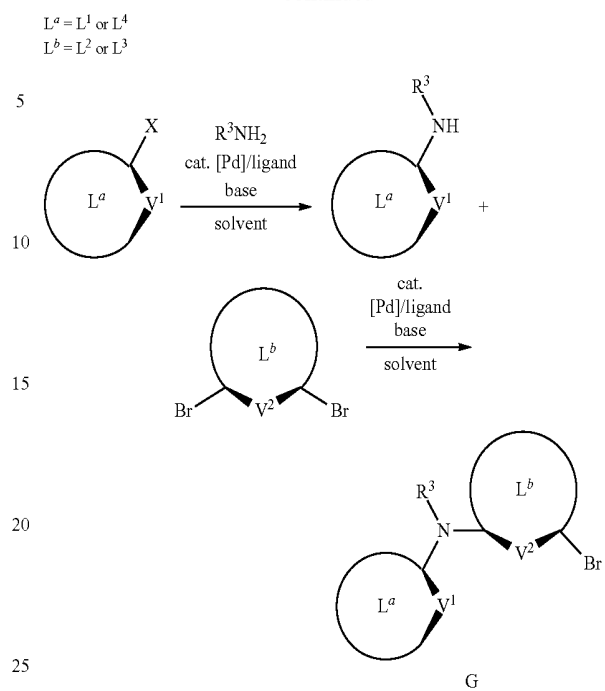 Lᵃ = L¹ or L⁴
Lᵇ = L² or L³
5
X
R³
R³NH₂
NH
cat. [Pd]/ligand
base
Lᵃ
V¹
solvent
Lᵃ
V¹
+
10
cat.
[Pd]/ligand
base
Lᵇ
solvent
15
Br
V²
Br
R³
Lᵇ
20
N
V²
Br
Lᵃ
V¹
25
G